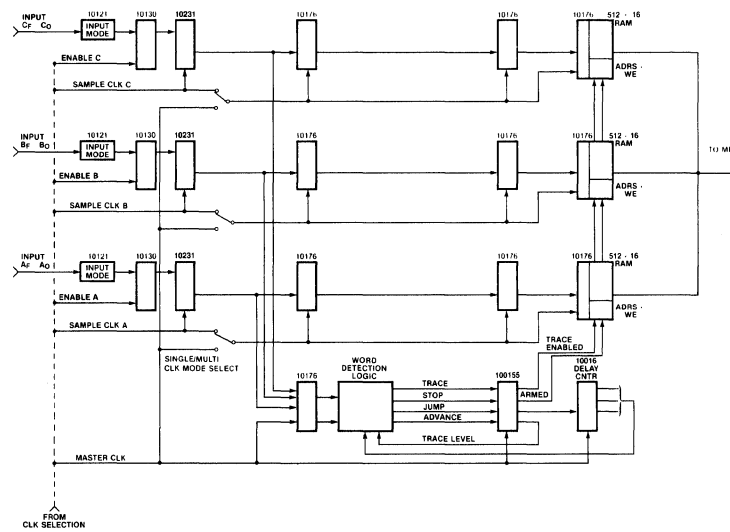 INPUT
CF CO
10121
INPUT
MODE
10130
10231
10176
10176
10176
512 · 16
RAM
ADRS ·
WE
ENABLE C
SAMPLE CLK C
INPUT
BF BO
10121
INPUT
MODE
10130
10231
10176
10176
10176
512 · 16
RAM
ADRS ·
WE
ENABLE B
SAMPLE CLK B
INPUT
AF AO
10121
INPUT
MODE
10130
10231
10176
10176
10176
512 · 16
RAM
ADRS ·
WE
ENABLE A
SAMPLE CLK A
SINGLE/MULTI
CLK MODE SELECT
10176
WORD
DETECTION
LOGIC
TRACE
STOP
JUMP
ADVANCE
TRACE LEVEL
100155
TRACE
ENABLED
ARMED
10016
DELAY
CNTR
MASTER CLK
FROM
CLK SELECTION